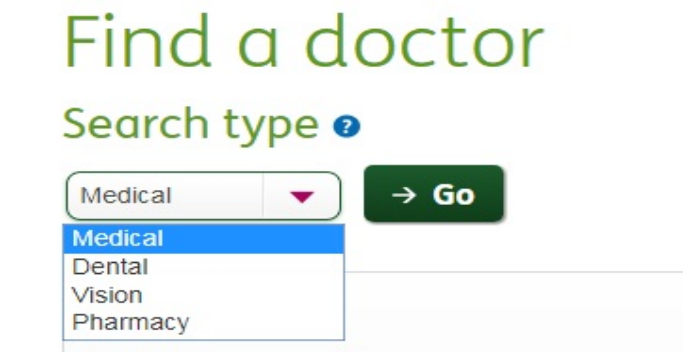 Find a doctor
Search type ?
Medical
→ Go
Medical
Dental
Vision
Pharmacy